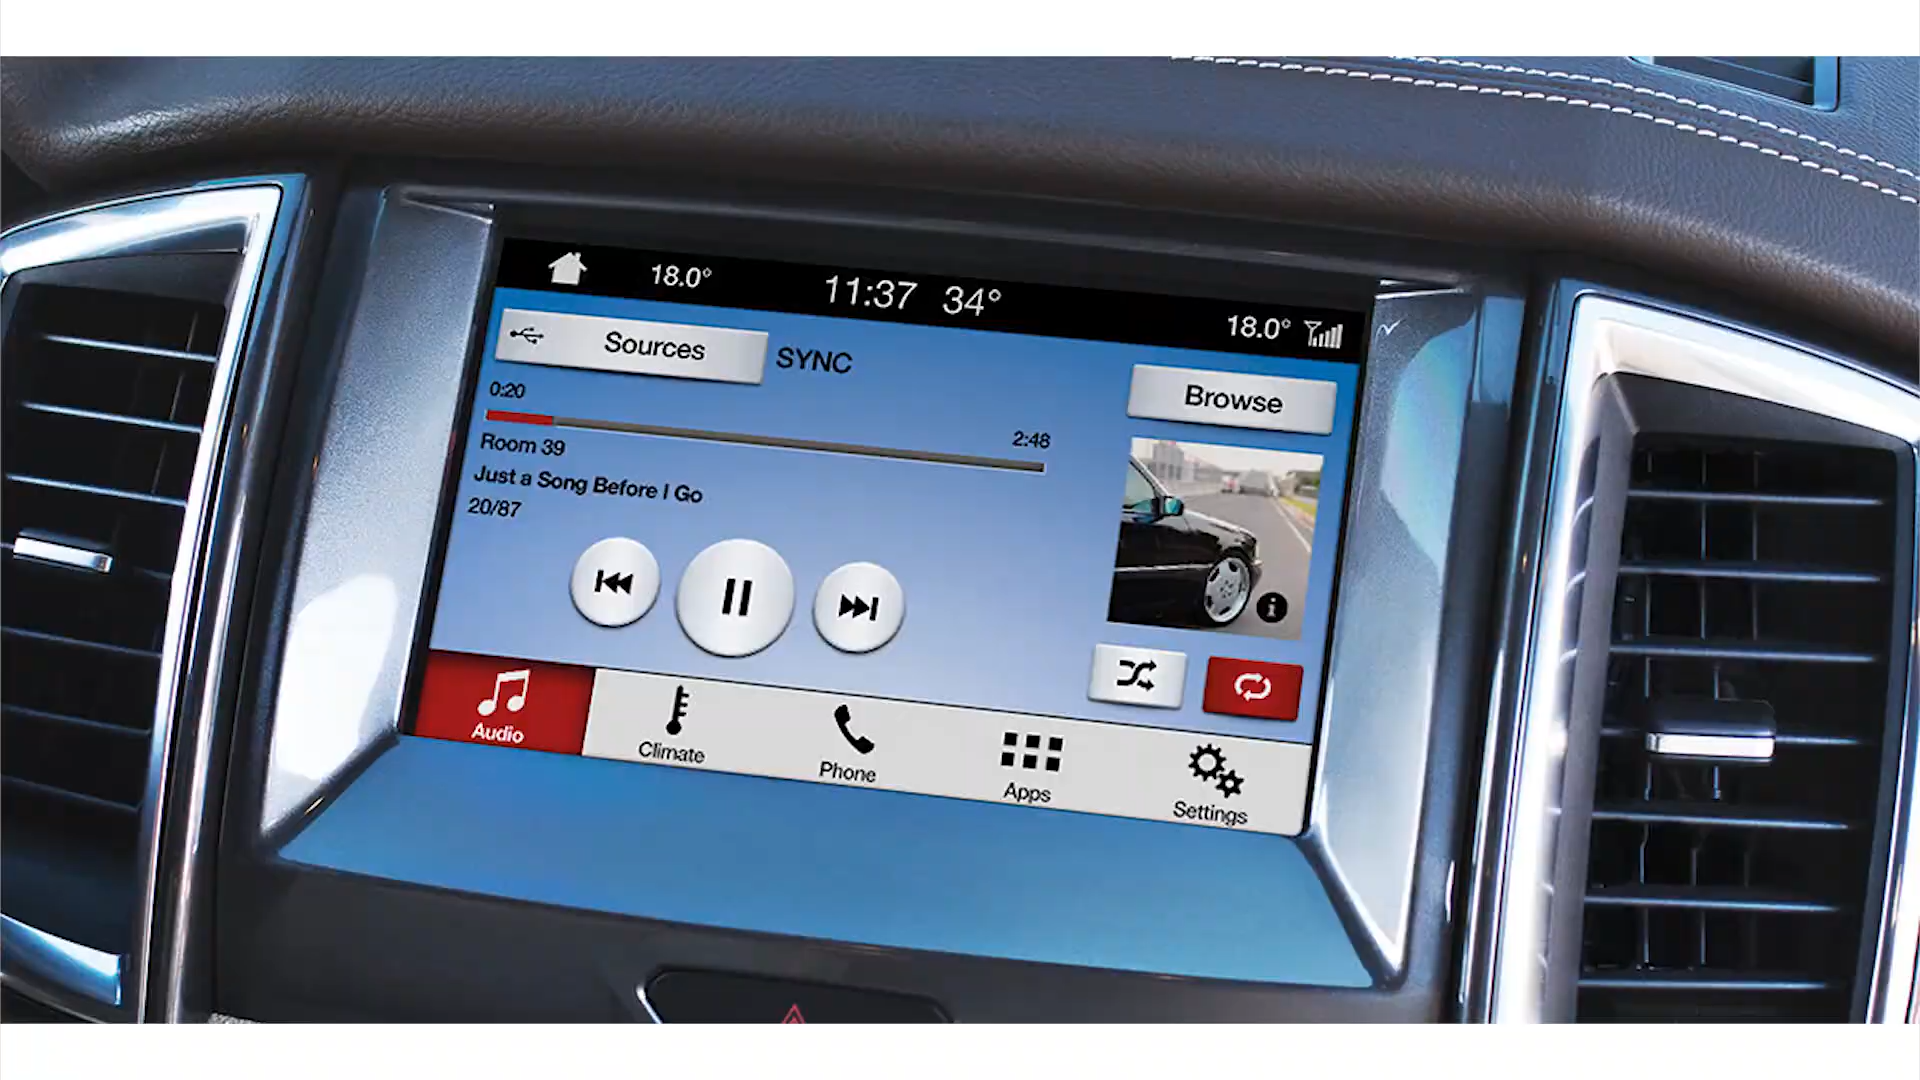 18.0° 11:37 34° 18.0°
Sources SYNC
Browse
0:20
2:48
Room 39
Just a Song Before I Go
20/87
Audio Climate Phone Apps Settings